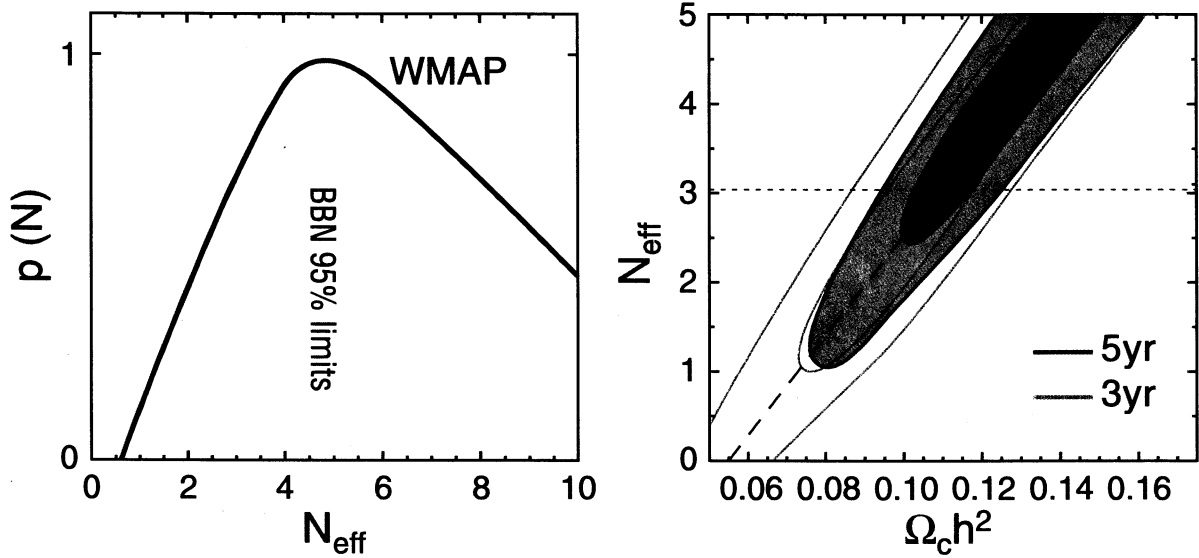 1
0
p (N)
WMAP
BBN 95% limits
0 2 4 6 8 10
N_eff
5
4
3
2
1
0
N_eff
5yr
3yr
0.06 0.08 0.10 0.12 0.14 0.16
Ω_c h²